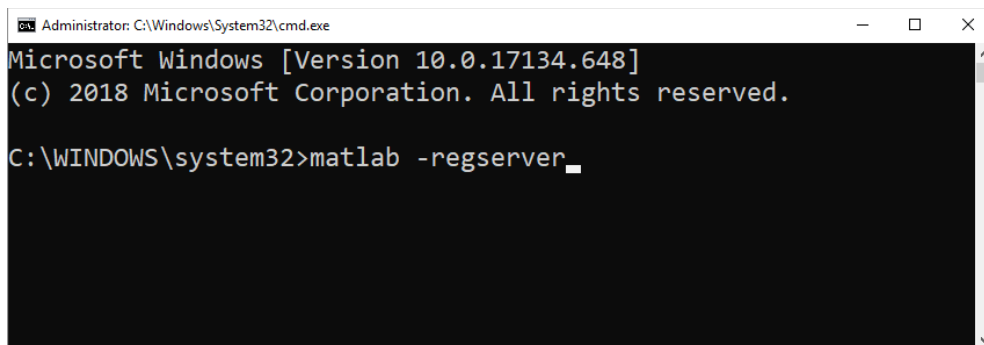 Administrator: C:\Windows\System32\cmd.exe
Microsoft Windows [Version 10.0.17134.648]
(c) 2018 Microsoft Corporation. All rights reserved.
C:\WINDOWS\system32>matlab -regserver